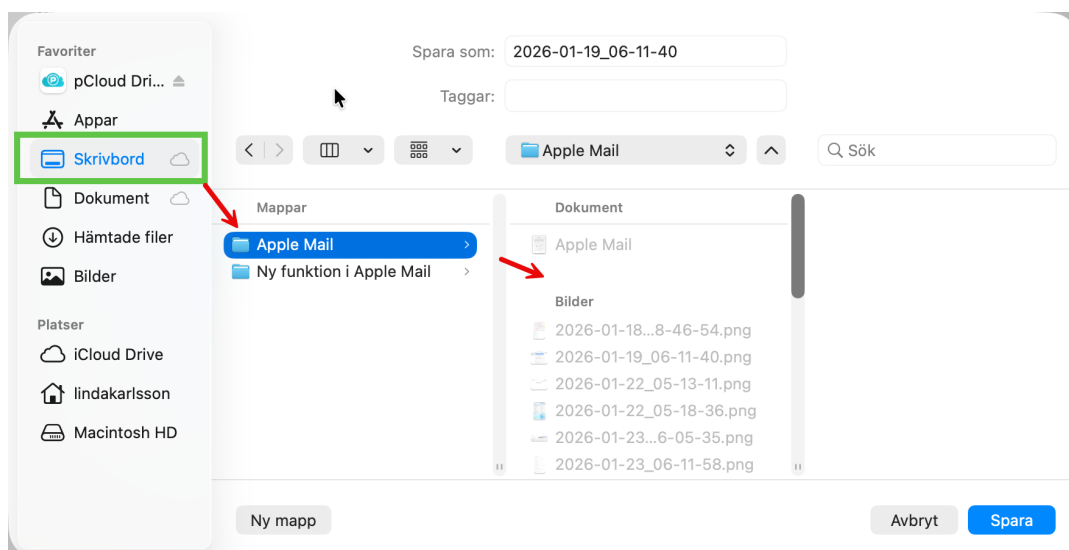 Favoriter
pCloud Dri...
Appar
Skrivbord
Dokument
Hämtade filer
Bilder
Platser
iCloud Drive
lindakarlsson
Macintosh HD
Spara som: 2026-01-19_06-11-40
Taggar:
Apple Mail
Sök
Mappar
Apple Mail
Ny funktion i Apple Mail
Dokument
Apple Mail
Bilder
2026-01-18...8-46-54.png
2026-01-19_06-11-40.png
2026-01-22_05-13-11.png
2026-01-22_05-18-36.png
2026-01-23...6-05-35.png
2026-01-23_06-11-58.png
Ny mapp
Avbryt
Spara